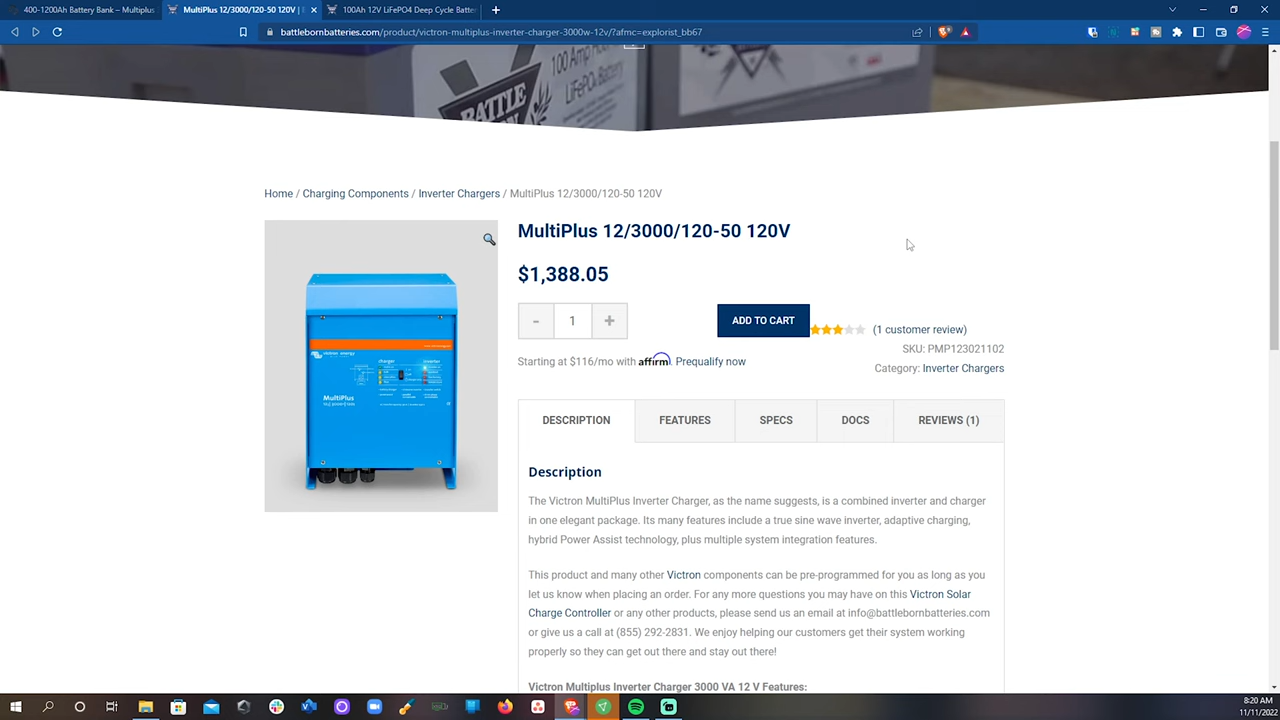 400-1200Ah Battery Bank – Multiplus
MultiPlus 12/3000/120-50 120V |
100Ah 12V LiFePO4 Deep Cycle Batter
battlebornbatteries.com/product/victron-multiplus-inverter-charger-3000w-12v/?afmc=explorist_bb67
100 Amp
LiFePO4 Battery
BATTLE
Home / Charging Components / Inverter Chargers / MultiPlus 12/3000/120-50 120V
MultiPlus 12/3000/120-50 120V
$1,388.05
- 1 +
ADD TO CART
(1 customer review)
SKU: PMP123021102
Starting at $116/mo with affirm. Prequalify now
Category: Inverter Chargers
victron energy
charger inverter
MultiPlus
DESCRIPTION FEATURES SPECS DOCS REVIEWS (1)
Description
The Victron MultiPlus Inverter Charger, as the name suggests, is a combined inverter and charger
in one elegant package. Its many features include a true sine wave inverter, adaptive charging,
hybrid Power Assist technology, plus multiple system integration features.
This product and many other Victron components can be pre-programmed for you as long as you
let us know when placing an order. For any more questions you may have on this Victron Solar
Charge Controller or any other products, please send us an email at info@battlebornbatteries.com
or give us a call at (855) 292-2831. We enjoy helping our customers get their system working
properly so they can get out there and stay out there!
Victron Multiplus Inverter Charger 3000 VA 12 V Features:
8:20 AM
11/11/2022